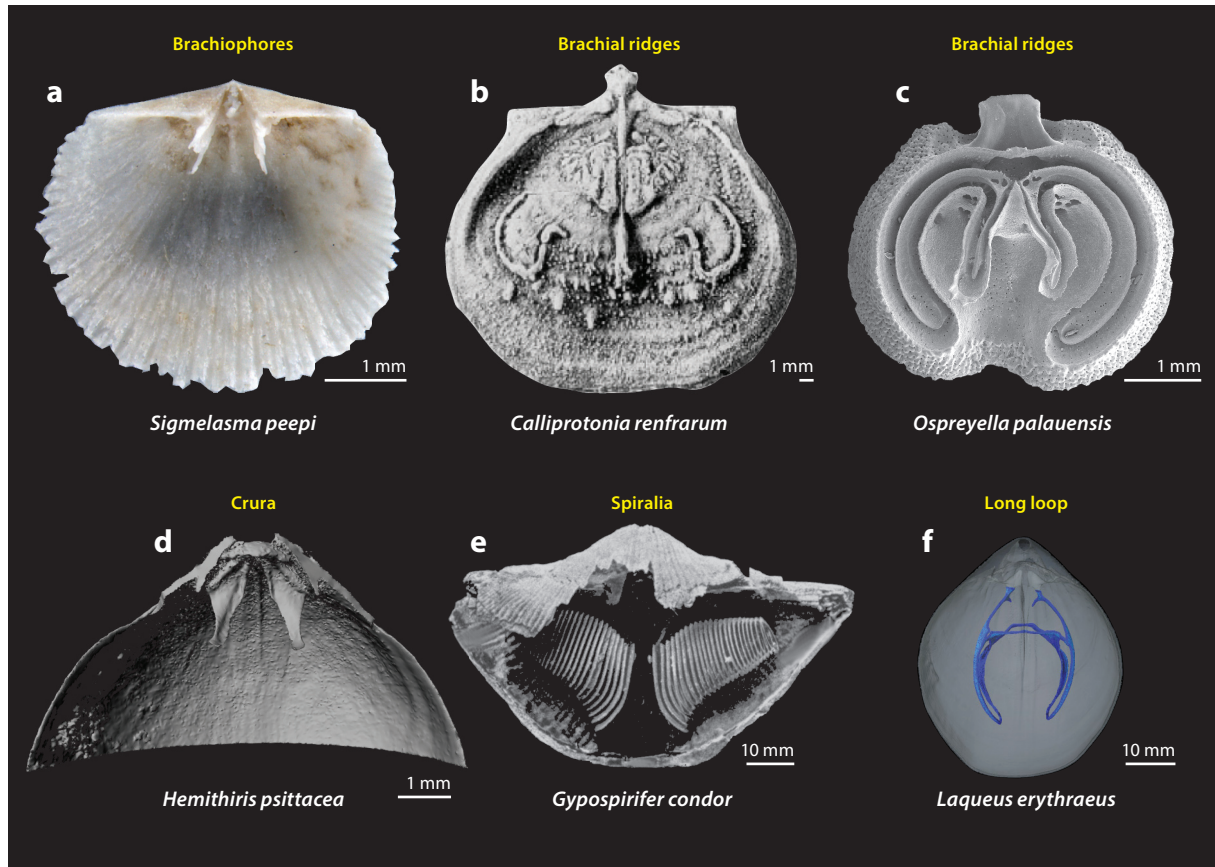 Brachiophores
Brachial ridges
Brachial ridges
a
b
c
1 mm
1 mm
1 mm
Sigmelasma peepi
Calliprotonia renfrarum
Ospreyella palauensis
Crura
Spiralia
Long loop
d
e
f
1 mm
10 mm
10 mm
Hemithiris psittacea
Gypospirifer condor
Laqueus erythraeus